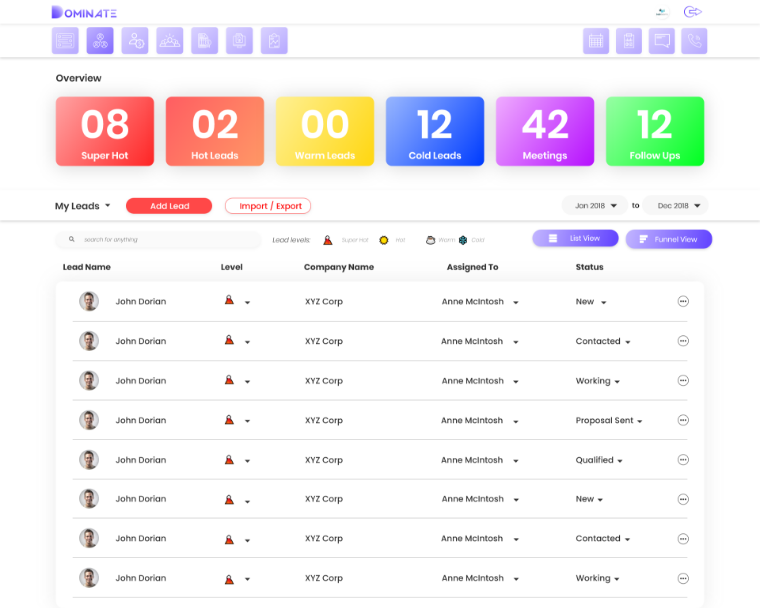 DOMINATE
Overview
08 02 00 12 42 12
Super Hot Hot Leads Warm Leads Cold Leads Meetings Follow Ups
My Leads Add Lead Import / Export Jan 2018 to Dec 2018
search for anything Lead levels: Super Hot Hot Warm Cold List View Funnel View
Lead Name Level Company Name Assigned To Status
John Dorian XYZ Corp Anne McIntosh New
John Dorian XYZ Corp Anne McIntosh Contacted
John Dorian XYZ Corp Anne McIntosh Working
John Dorian XYZ Corp Anne McIntosh Proposal Sent
John Dorian XYZ Corp Anne McIntosh Qualified
John Dorian XYZ Corp Anne McIntosh New
John Dorian XYZ Corp Anne McIntosh Contacted
John Dorian XYZ Corp Anne McIntosh Working